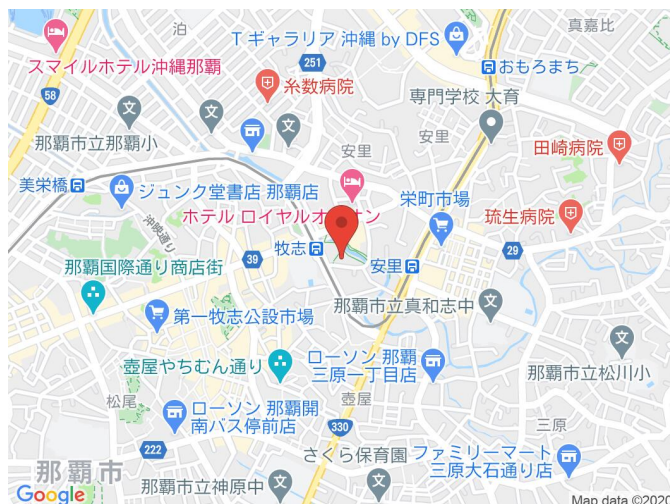 泊
T ギャラリア 沖縄 by DFS
真嘉比
スマイルホテル沖縄那覇
251
おもろまち
58
糸数病院
専門学校 大育
那覇市立那覇小
安里
安里
田崎病院
美栄橋
ジュンク堂書店 那覇店
ホテル ロイヤルオ
ン
栄町市場
琉生病院
沖映通り
牧志
39
安里
29
那覇国際通り商店街
那覇市立真和志中
第一牧志公設市場
壺屋やちむん通り
ローソン 那覇
三原一丁目店
那覇市立松川小
松尾
壺屋
ローソン 那覇開
南バス停前店
330
三原
222
さくら保育園
ファミリーマート
三原大石通り店
那覇市
那覇市立神原中
Google
Map data ©202